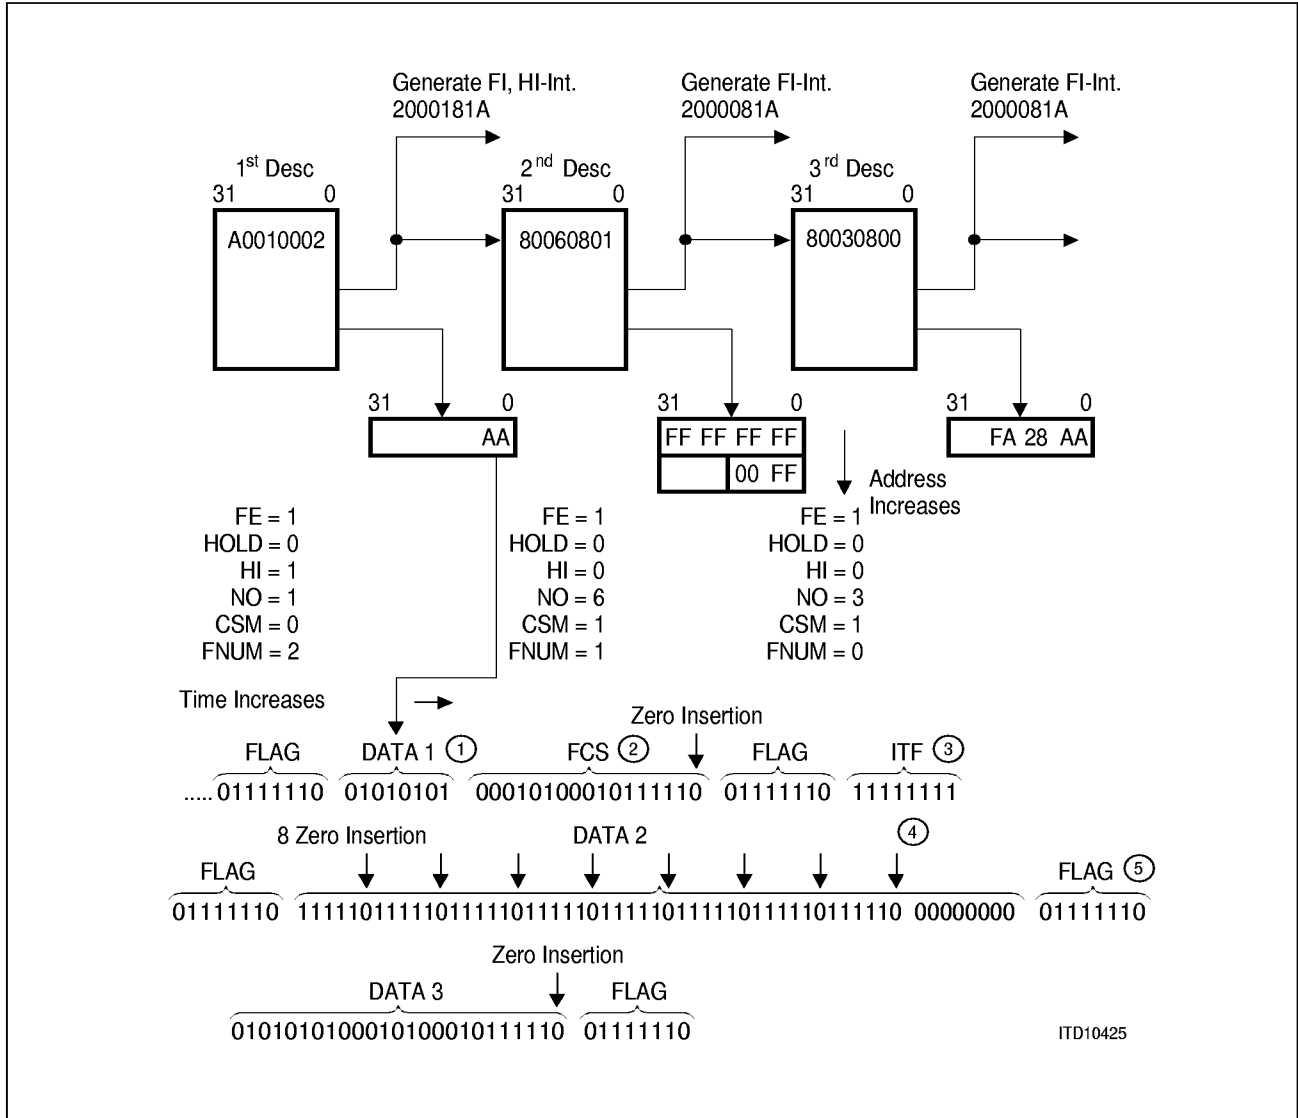 Generate FI, HI-Int. Generate FI-Int. Generate FI-Int.
2000181A 2000081A 2000081A
1st Desc 2nd Desc 3rd Desc
31 0 31 0 31 0
A0010002 80060801 80030800
31 0 31 0 31 0
AA FF FF FF FF FA 28 AA
00 FF
Address
Increases
FE = 1 FE = 1 FE = 1
HOLD = 0 HOLD = 0 HOLD = 0
HI = 1 HI = 0 HI = 0
NO = 1 NO = 6 NO = 3
CSM = 0 CSM = 1 CSM = 1
FNUM = 2 FNUM = 1 FNUM = 0
Time Increases
Zero Insertion
FLAG DATA 1 1 FCS 2 FLAG ITF 3
.....01111110 01010101 00010100010111110 01111110 11111111
8 Zero Insertion DATA 2 4
FLAG FLAG 5
01111110 111110111110111110111110111110111110111110111110 00000000 01111110
Zero Insertion
DATA 3 FLAG
0101010100010100010111110 01111110
ITD10425